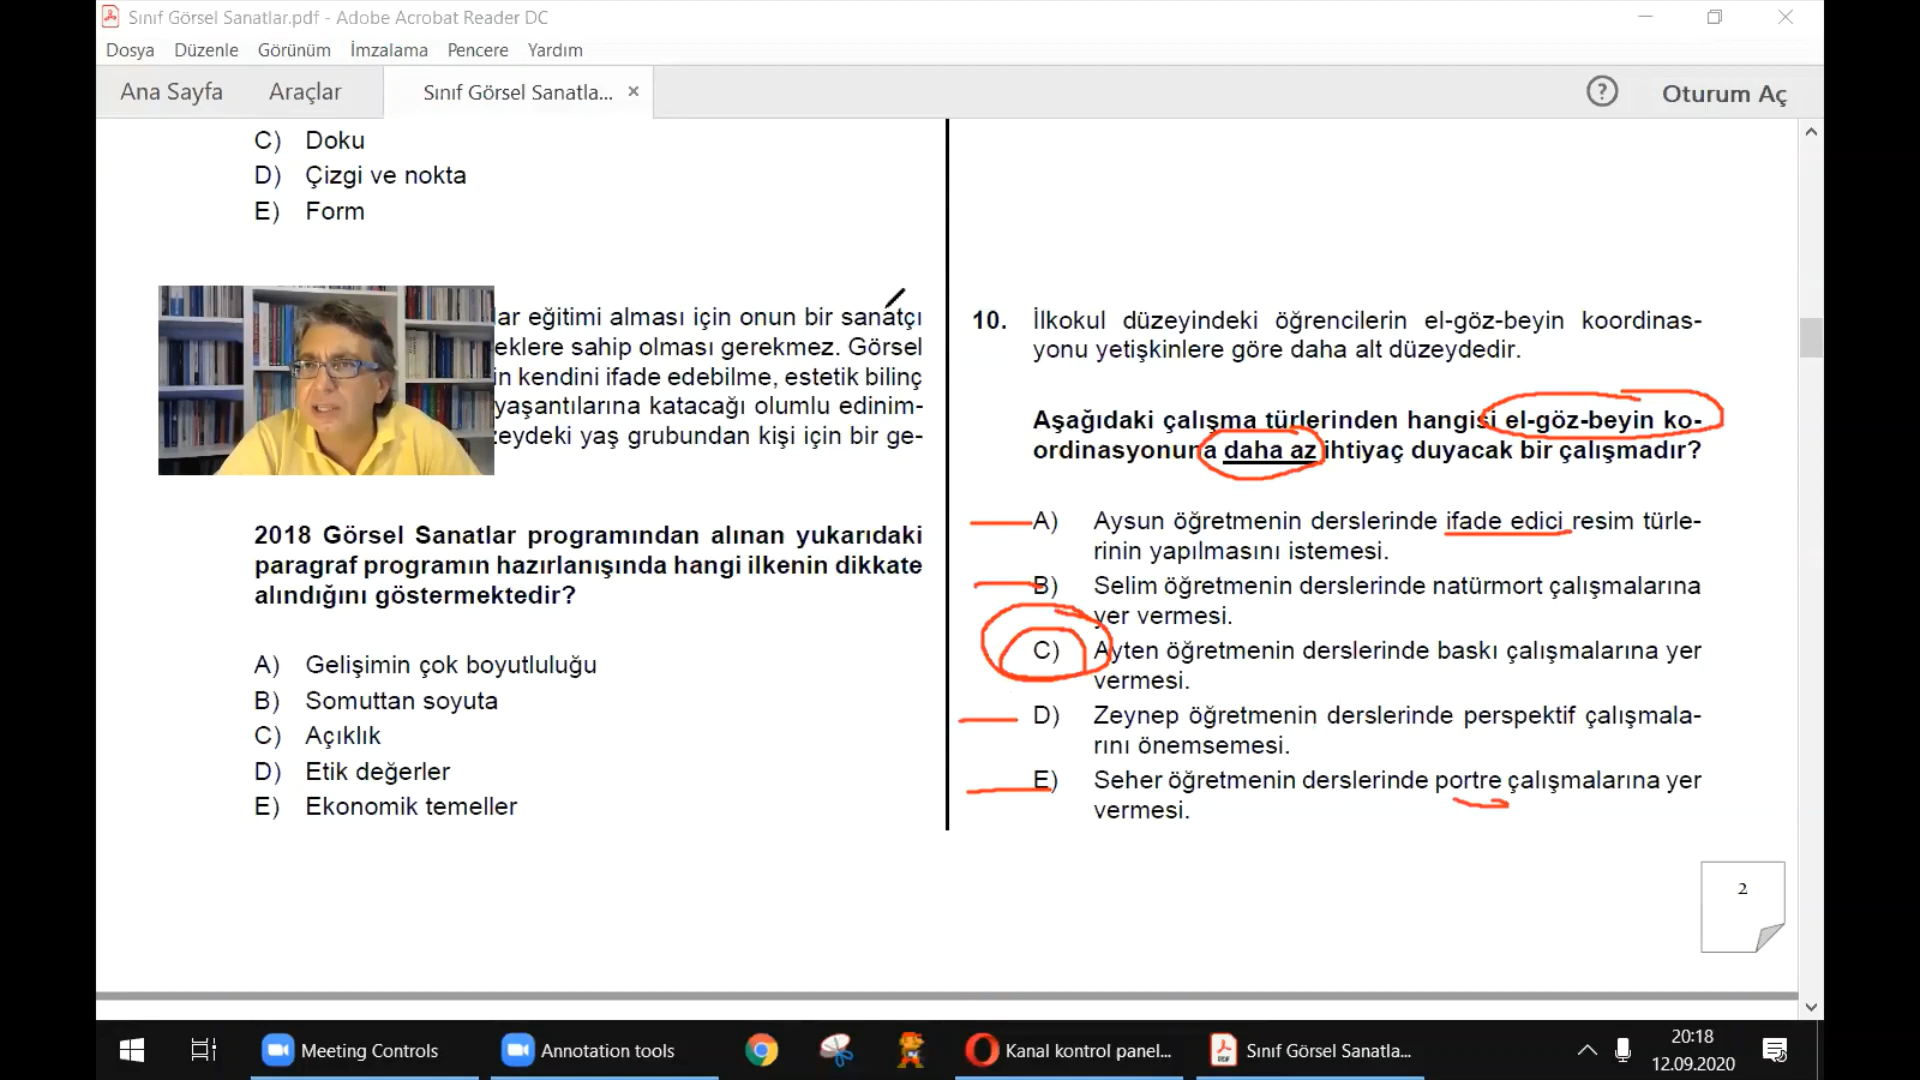 Sınıf Görsel Sanatlar.pdf - Adobe Acrobat Reader DC
Dosya Düzenle Görünüm İmzalama Pencere Yardım
Ana Sayfa Araçlar Sınıf Görsel Sanatla... × ? Oturum Aç
C) Doku
D) Çizgi ve nokta
E) Form
lar eğitimi alması için onun bir sanatçı
eklere sahip olması gerekmez. Görsel
in kendini ifade edebilme, estetik bilinç
yaşantılarına katacağı olumlu edinim-
zeydeki yaş grubundan kişi için bir ge-
2018 Görsel Sanatlar programından alınan yukarıdaki
paragraf programın hazırlanışında hangi ilkenin dikkate
alındığını göstermektedir?
A) Gelişimin çok boyutluluğu
B) Somuttan soyuta
C) Açıklık
D) Etik değerler
E) Ekonomik temeller
10. İlkokul düzeyindeki öğrencilerin el-göz-beyin koordinas-
yonu yetişkinlere göre daha alt düzeydedir.
Aşağıdaki çalışma türlerinden hangisi el-göz-beyin ko-
ordinasyonuna daha az ihtiyaç duyacak bir çalışmadır?
A) Aysun öğretmenin derslerinde ifade edici resim türle-
rinin yapılmasını istemesi.
B) Selim öğretmenin derslerinde natürmort çalışmalarına
yer vermesi.
C) Ayten öğretmenin derslerinde baskı çalışmalarına yer
vermesi.
D) Zeynep öğretmenin derslerinde perspektif çalışmala-
rını önemsemesi.
E) Seher öğretmenin derslerinde portre çalışmalarına yer
vermesi.
2
Meeting Controls Annotation tools Kanal kontrol panel... Sınıf Görsel Sanatla...
20:18
12.09.2020